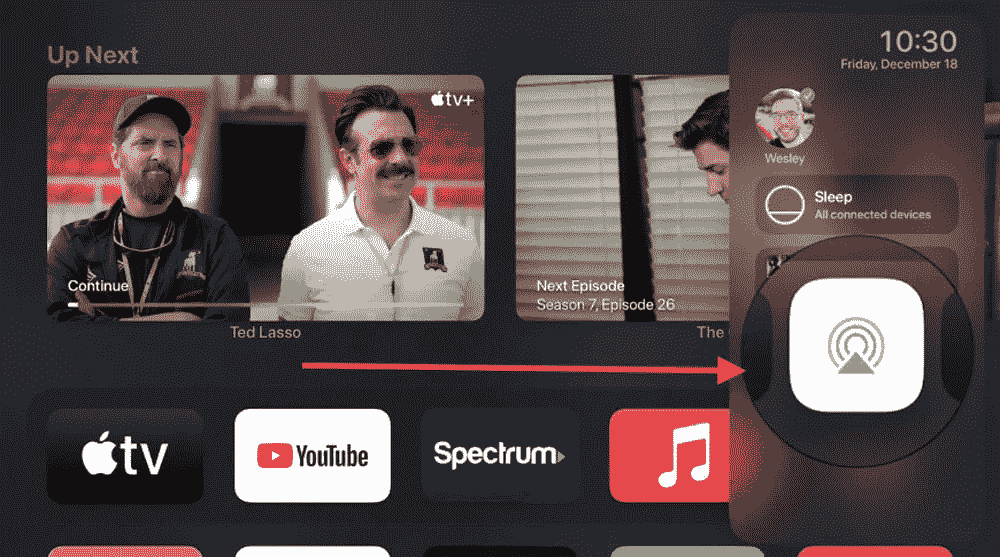 Up Next
tv+
Continue
Ted Lasso
Next Episode
Season 7, Episode 26
The
10:30
Friday, December 18
Wesley
Sleep
All connected devices
tv
YouTube
Spectrum